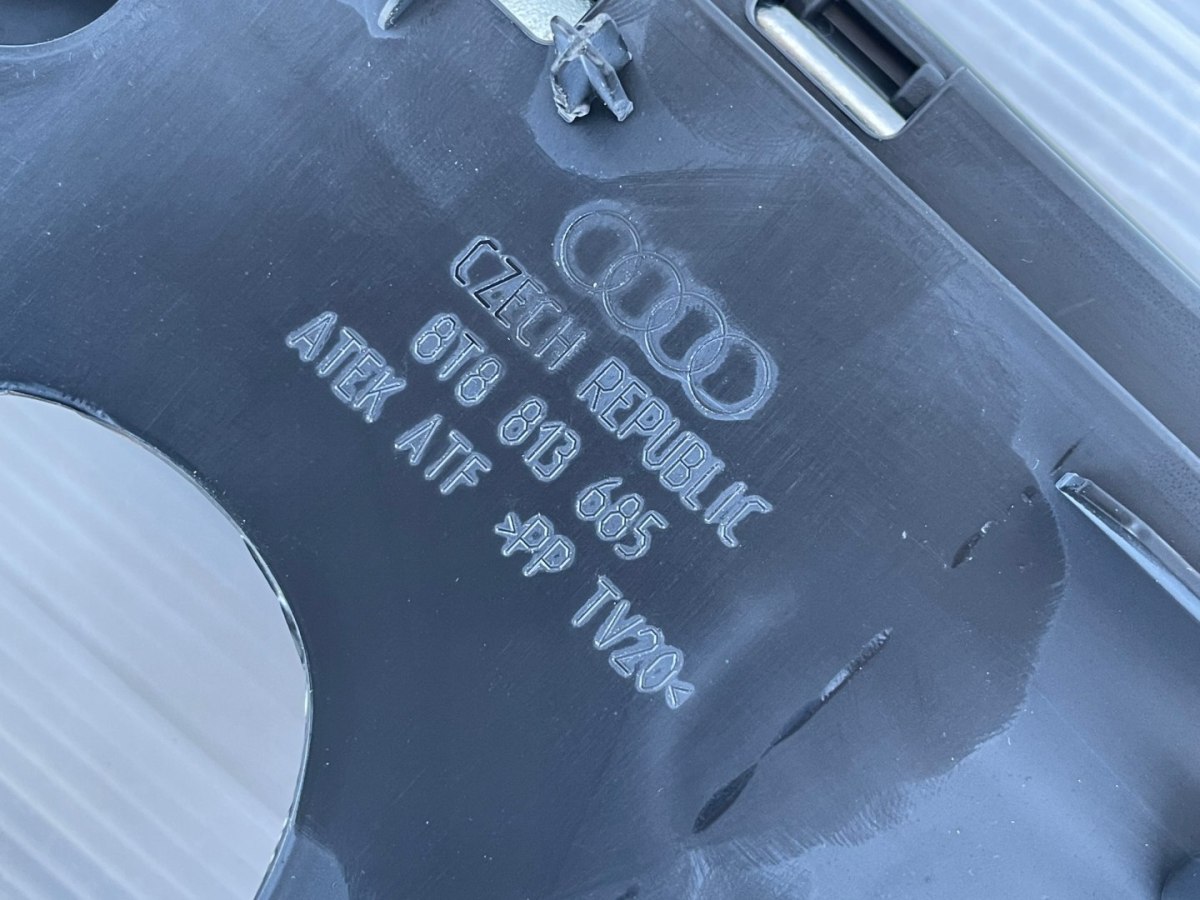 CZECH REPUBLIC
8T8 813 685
ATEK ATF >PP TV20<